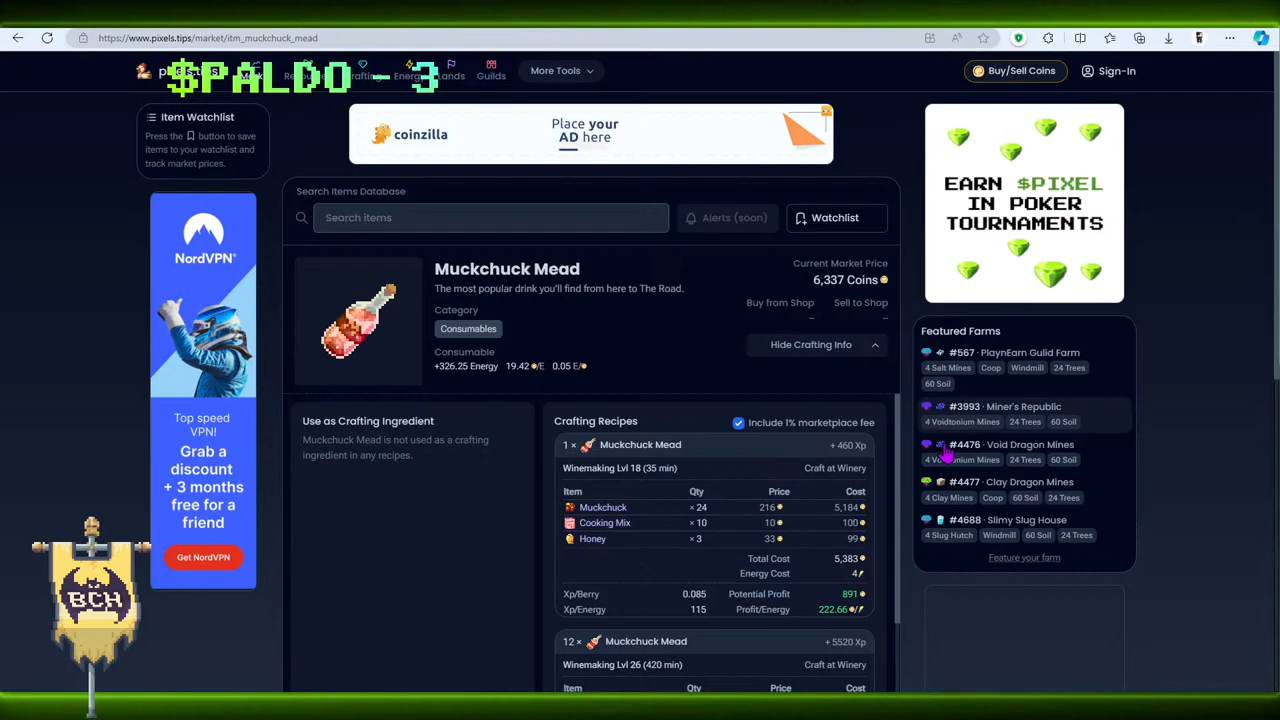 https://www.pixels.tips/market/itm_muckchuck_mead
$PALDO - 3
Guilds
More Tools
Buy/Sell Coins
Sign-In
Item Watchlist
Press the button to save
items to your watchlist and
track market prices.
coinzilla
Place your
AD here
NordVPN®
Top speed
VPN!
Grab a
discount
+ 3 months
free for a
friend
Get NordVPN
BCH
Search Items Database
Search items
Alerts (soon)
Watchlist
Muckchuck Mead
The most popular drink you'll find from here to The Road.
Category
Consumables
Consumable
+326.25 Energy 19.42 /E 0.05 E/
Current Market Price
6,337 Coins
Buy from Shop Sell to Shop
– –
Hide Crafting Info
Use as Crafting Ingredient
Muckchuck Mead is not used as a crafting
ingredient in any recipes.
Crafting Recipes
Include 1% marketplace fee
1 × Muckchuck Mead + 460 Xp
Winemaking Lvl 18 (35 min) Craft at Winery
Item Qty Price Cost
Muckchuck × 24 216 5,184
Cooking Mix × 10 10 100
Honey × 3 33 99
Total Cost 5,383
Energy Cost 4
Xp/Berry 0.085 Potential Profit 891
Xp/Energy 115 Profit/Energy 222.66 /
12 × Muckchuck Mead + 5520 Xp
Winemaking Lvl 26 (420 min) Craft at Winery
Item Qty Price Cost
EARN $PIXEL
IN POKER
TOURNAMENTS
Featured Farms
#567 · PlaynEarn Guild Farm
4 Salt Mines Coop Windmill 24 Trees
60 Soil
#3993 · Miner's Republic
4 Voidtonium Mines 24 Trees 60 Soil
#4476 · Void Dragon Mines
4 Voidtonium Mines 24 Trees 60 Soil
#4477 · Clay Dragon Mines
4 Clay Mines Coop 60 Soil 24 Trees
#4688 · Slimy Slug House
4 Slug Hutch Windmill 60 Soil 24 Trees
Feature your farm